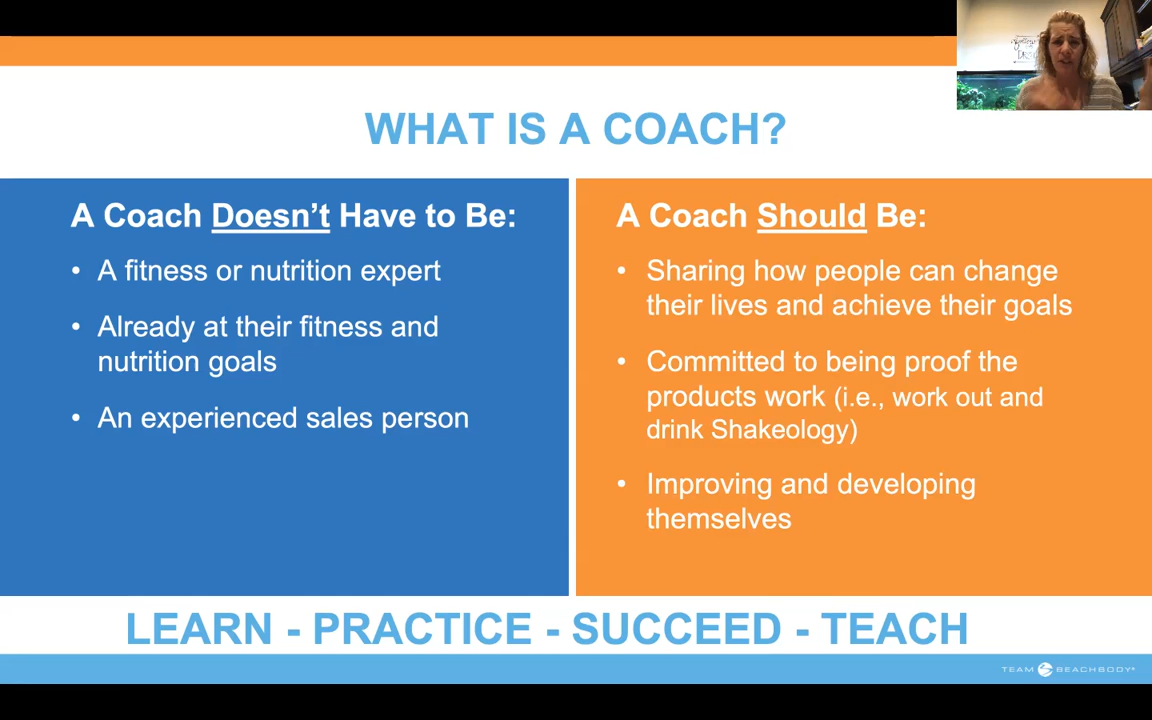 WHAT IS A COACH?
A Coach Doesn’t Have to Be:
• A fitness or nutrition expert
• Already at their fitness and
nutrition goals
• An experienced sales person
A Coach Should Be:
• Sharing how people can change
their lives and achieve their goals
• Committed to being proof the
products work (i.e., work out and
drink Shakeology)
• Improving and developing
themselves
LEARN - PRACTICE - SUCCEED - TEACH
TEAM BEACHBODY®